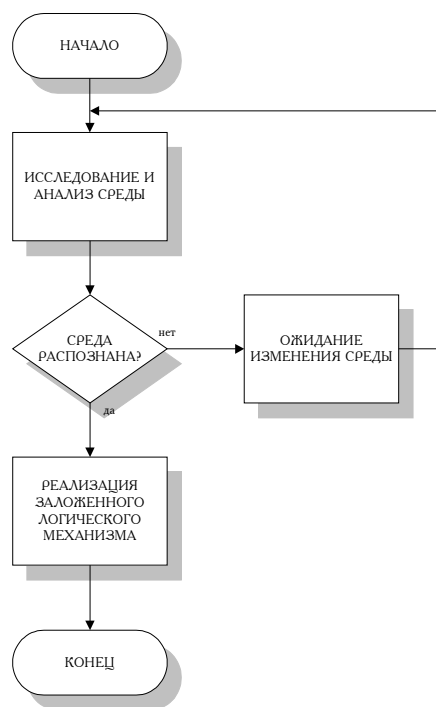 НАЧАЛО
ИССЛЕДОВАНИЕ И
АНАЛИЗ СРЕДЫ
СРЕДА
РАСПОЗНАНА?
нет
ОЖИДАНИЕ
ИЗМЕНЕНИЯ СРЕДЫ
да
РЕАЛИЗАЦИЯ
ЗАЛОЖЕННОГО
ЛОГИЧЕСКОГО
МЕХАНИЗМА
КОНЕЦ